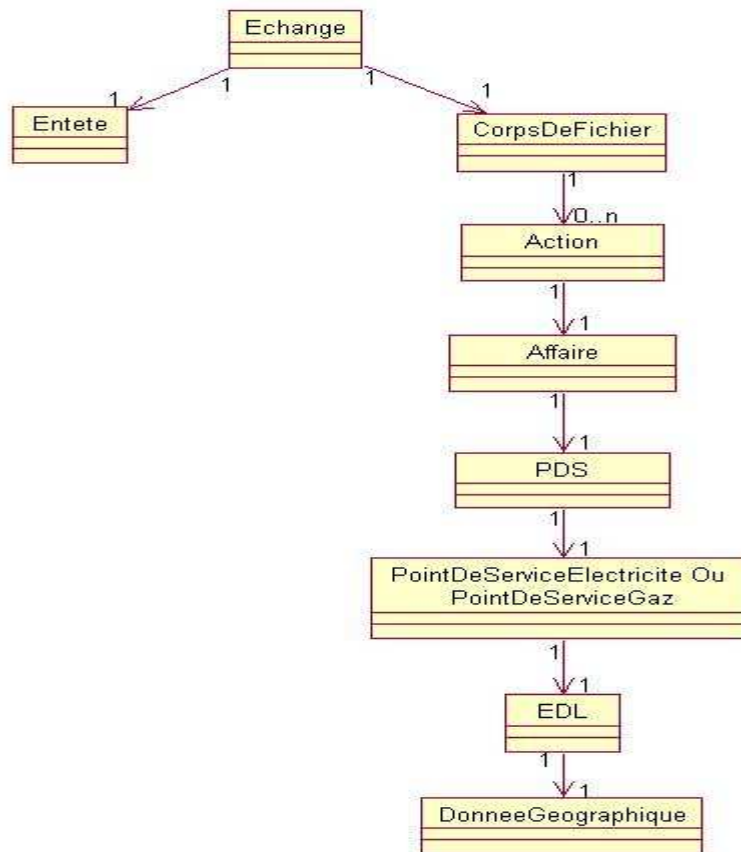 Echange
1
1
1
1
Entete
CorpsDeFichier
1
0..n
Action
1
1
Affaire
1
1
PDS
1
1
PointDeServiceElectricite Ou
PointDeServiceGaz
1
1
EDL
1
1
DonneeGeographique